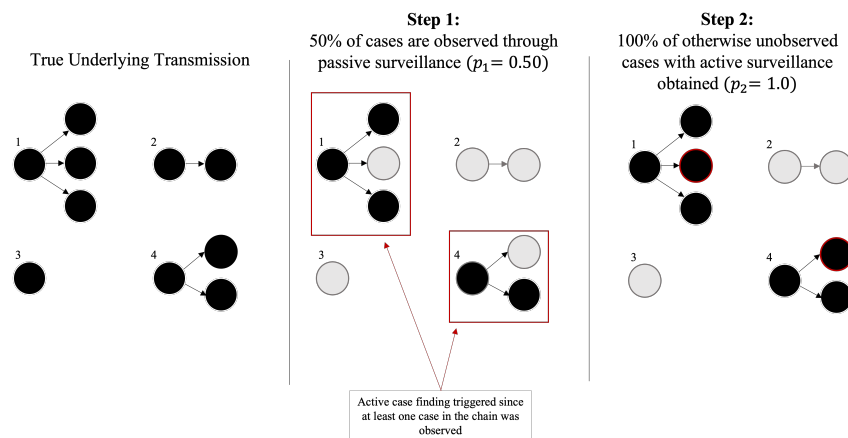 True Underlying Transmission
1
2
3
4
Step 1:
50% of cases are observed through
passive surveillance (𝑝₁= 0.50)
1
2
3
4
Active case finding triggered since
at least one case in the chain was
observed
Step 2:
100% of otherwise unobserved
cases with active surveillance
obtained (𝑝₂= 1.0)
1
2
3
4